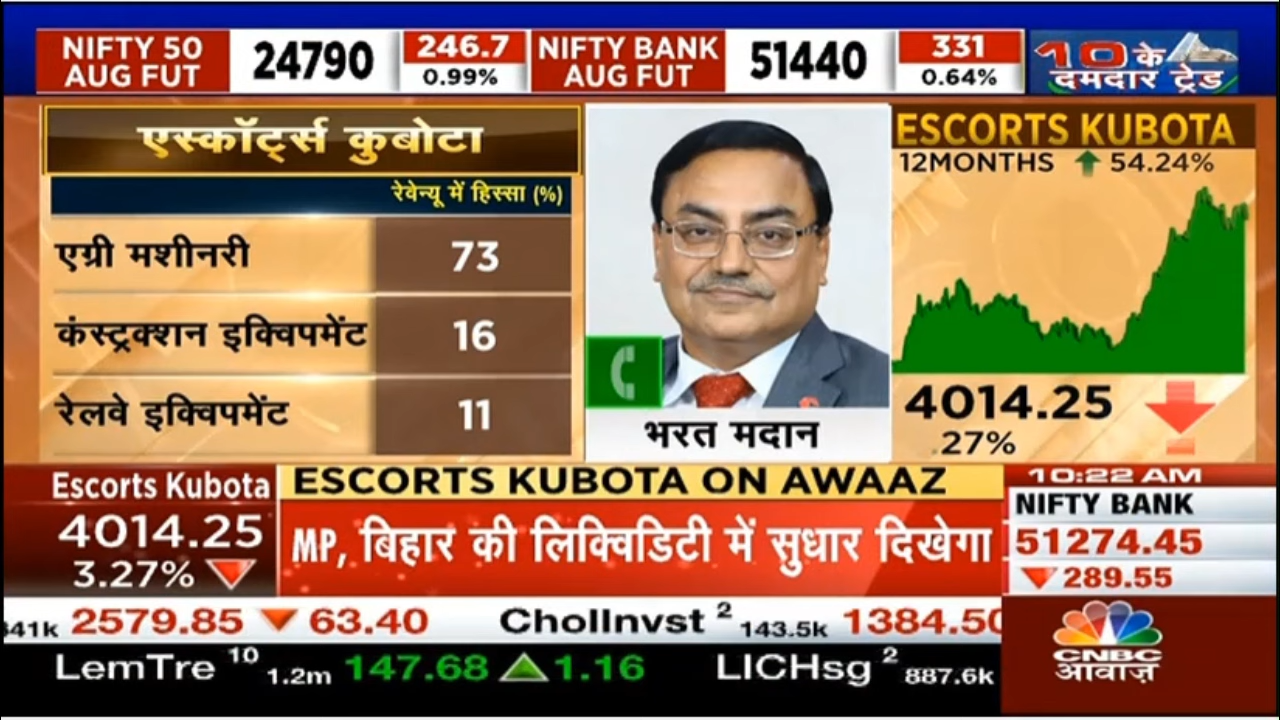 NIFTY 50
AUG FUT
24790
246.7
0.99%
NIFTY BANK
AUG FUT
51440
331
0.64%
10 के
दमदार ट्रेड
एस्कॉर्ट्स कुबोटा
रेवेन्यू में हिस्सा (%)
एग्री मशीनरी 73
कंस्ट्रक्शन इक्विपमेंट 16
रेलवे इक्विपमेंट 11
भरत मदान
ESCORTS KUBOTA
12MONTHS 54.24%
4014.25
.27%
Escorts Kubota
4014.25
3.27%
ESCORTS KUBOTA ON AWAAZ
MP, बिहार की लिक्विडिटी में सुधार दिखेगा
10:22 AM
NIFTY BANK
51274.45
289.55
341k 2579.85 63.40 CholInvst 2 143.5k 1384.50
LemTre 10 1.2m 147.68 1.16 LICHsg 2 887.6k
CNBC
आवाज़